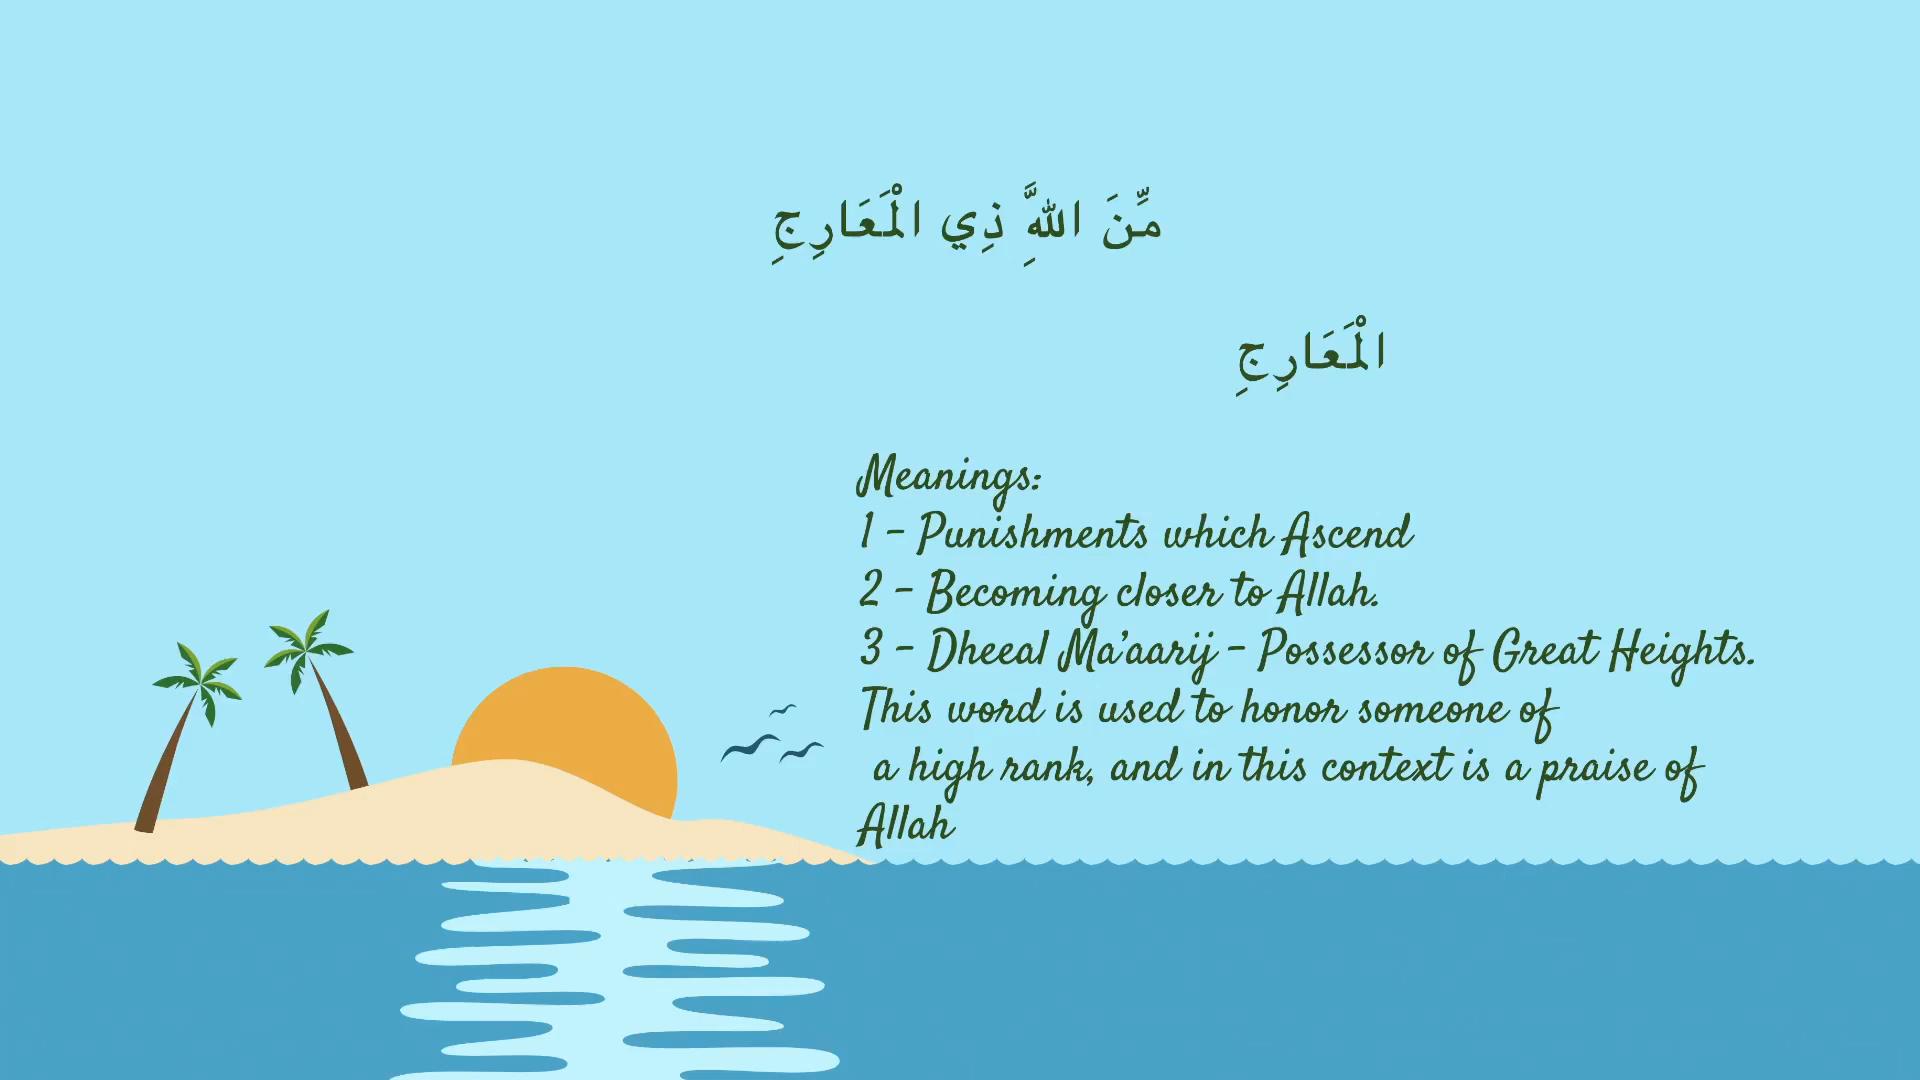 مِّنَ اللَّهِ ذِي الْمَعَارِجِ
الْمَعَارِجِ
Meanings:
1 - Punishments which Ascend
2 - Becoming closer to Allah.
3 - Dheeal Ma'aarij - Possessor of Great Heights.
This word is used to honor someone of
a high rank, and in this context is a praise of
Allah